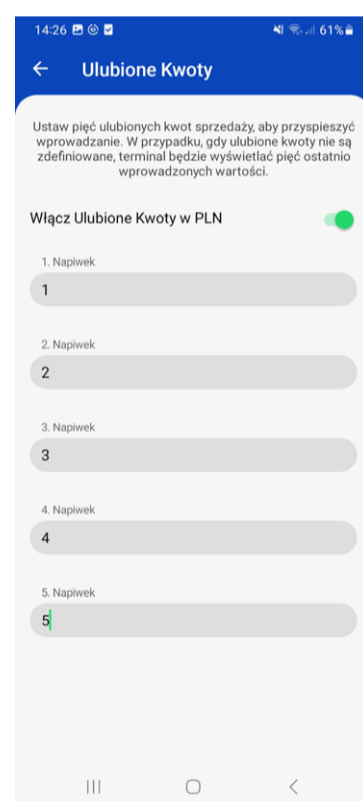 14:26 61%
Ulubione Kwoty
Ustaw pięć ulubionych kwot sprzedaży, aby przyspieszyć
wprowadzanie. W przypadku, gdy ulubione kwoty nie są
zdefiniowane, terminal będzie wyświetlać pięć ostatnio
wprowadzonych wartości.
Włącz Ulubione Kwoty w PLN
1. Napiwek
1
2. Napiwek
2
3. Napiwek
3
4. Napiwek
4
5. Napiwek
5